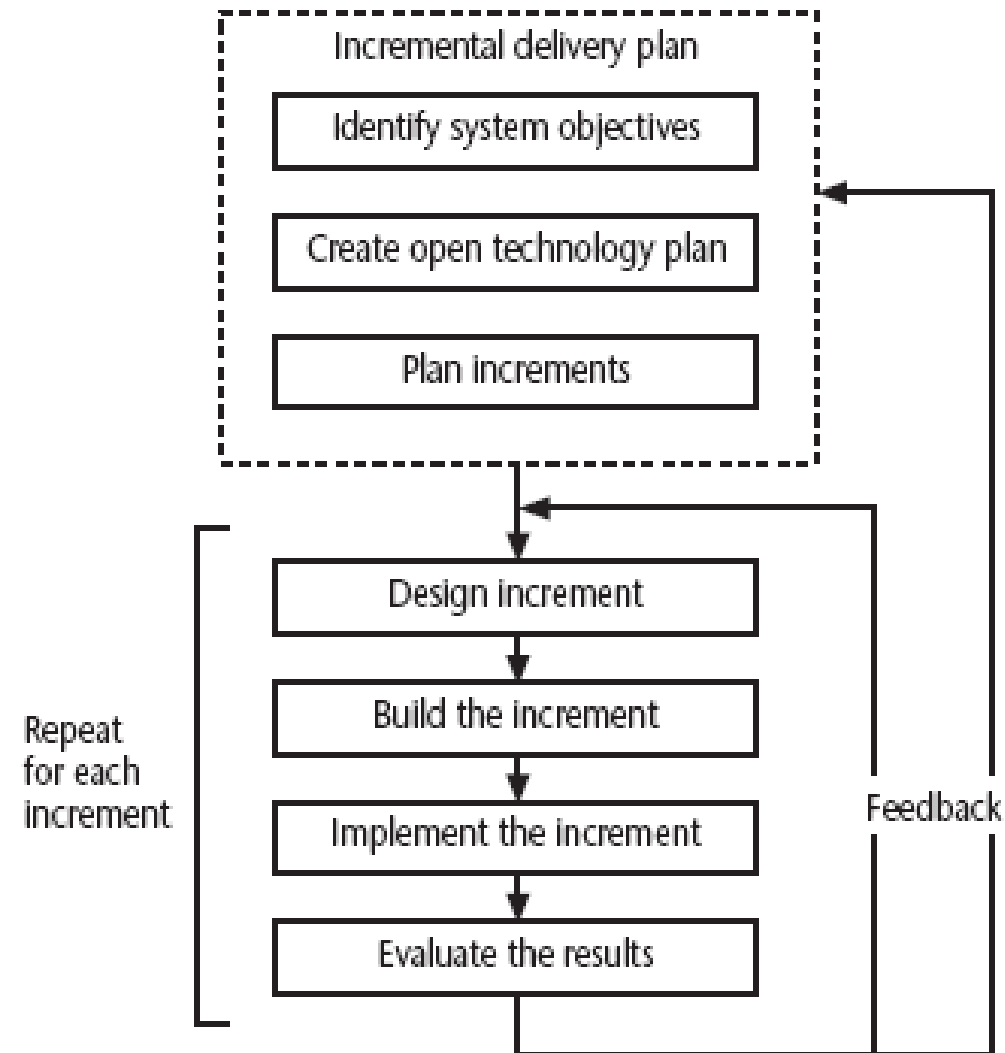 Incremental delivery plan
Identify system objectives
Create open technology plan
Plan increments
Design increment
Build the increment
Implement the increment
Evaluate the results
Repeat
for each
increment
Feedback